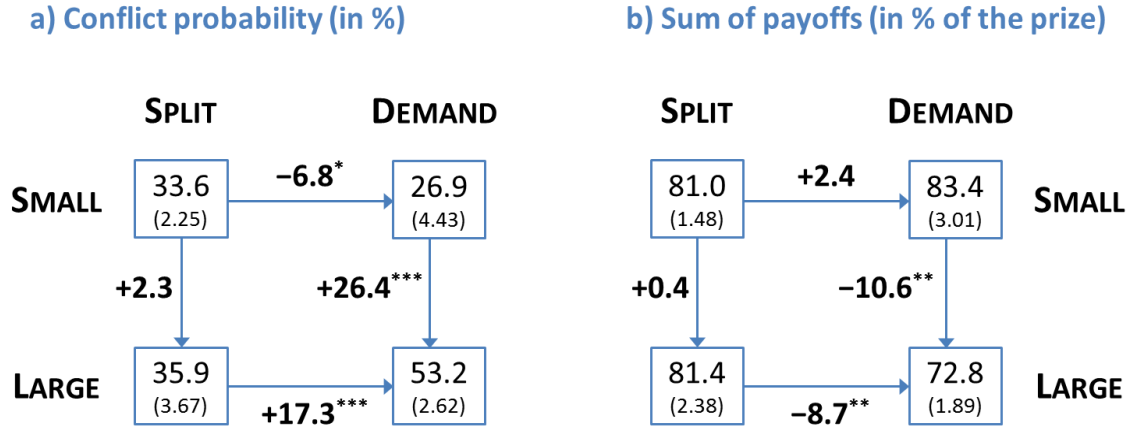 a) Conflict probability (in %)
b) Sum of payoffs (in % of the prize)
SPLIT DEMAND
SPLIT DEMAND
SMALL 33.6 (2.25) −6.8* 26.9 (4.43)
81.0 (1.48) +2.4 83.4 (3.01) SMALL
+2.3 +26.4***
+0.4 −10.6**
LARGE 35.9 (3.67) +17.3*** 53.2 (2.62)
81.4 (2.38) −8.7** 72.8 (1.89) LARGE